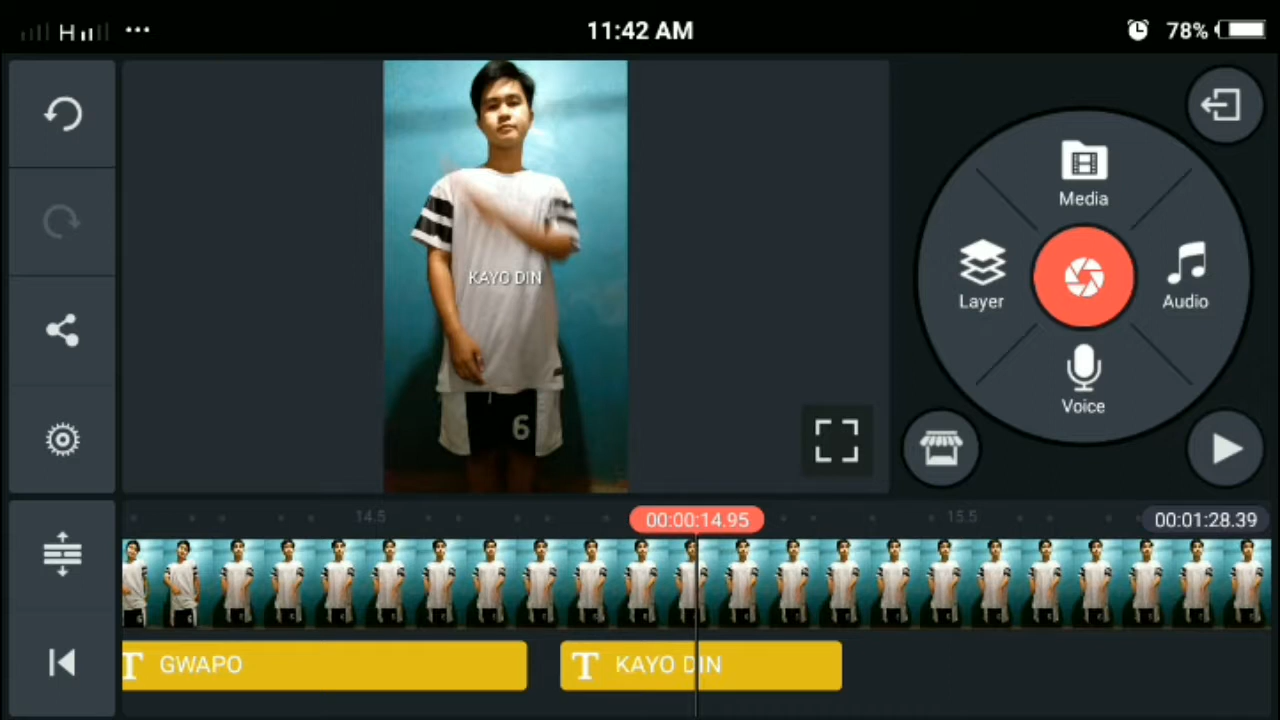 H
11:42 AM
78%
Media
Layer
Audio
Voice
KAYO DIN
6
14.5
00:00:14.95
15.5
00:01:28.39
T GWAPO
T KAYO DIN